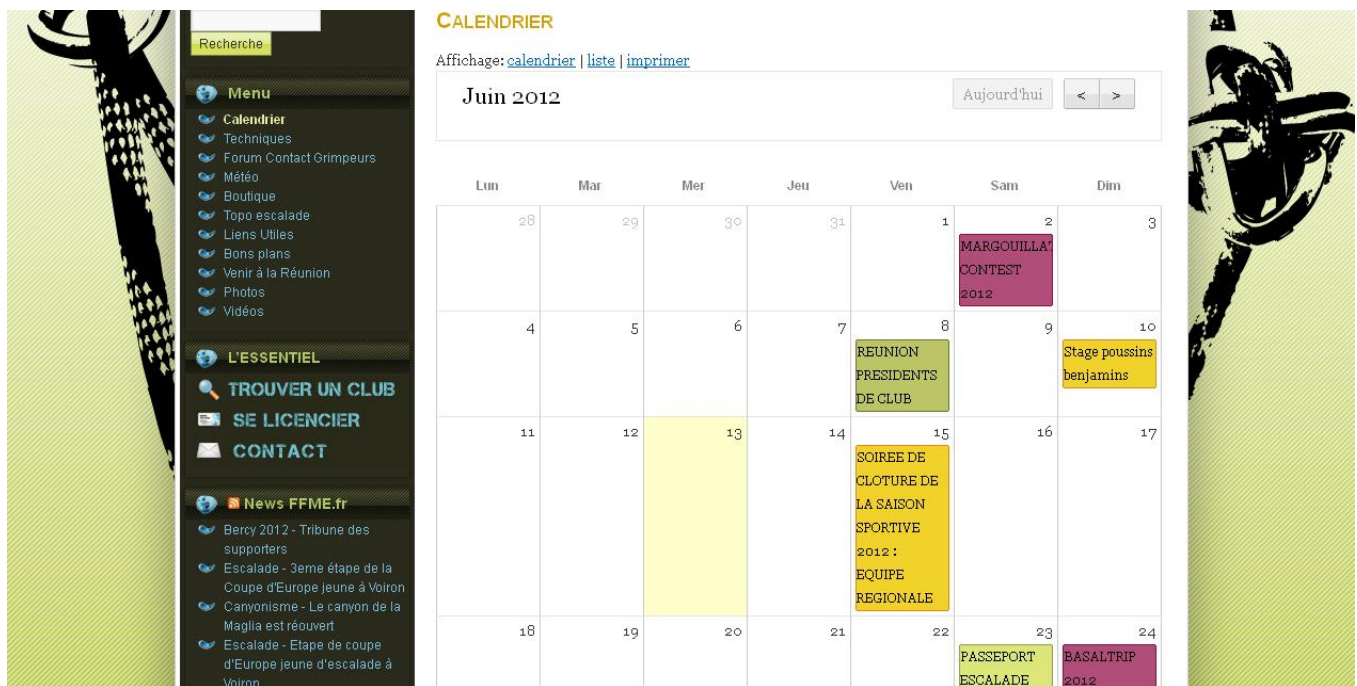 Recherche
Menu
Calendrier
Techniques
Forum Contact Grimpeurs
Météo
Boutique
Topo escalade
Liens Utiles
Bons plans
Venir à la Réunion
Photos
Vidéos
L'ESSENTIEL
TROUVER UN CLUB
SE LICENCIER
CONTACT
News FFME.fr
Bercy 2012 - Tribune des
supporters
Escalade - 3eme étape de la
Coupe d'Europe jeune à Voiron
Canyonisme - Le canyon de la
Maglia est réouvert
Escalade - Etape de coupe
d'Europe jeune d'escalade à
Voiron
CALENDRIER
Affichage: calendrier | liste | imprimer
Juin 2012
Aujourd'hui < >
Lun Mar Mer Jeu Ven Sam Dim
28 29 30 31 1 2 3
MARGOUILLAT
CONTEST
2012
4 5 6 7 8 9 10
REUNION
PRESIDENTS
DE CLUB
Stage poussins
benjamins
11 12 13 14 15 16 17
SOIREE DE
CLOTURE DE
LA SAISON
SPORTIVE
2012 :
EQUIPE
REGIONALE
18 19 20 21 22 23 24
PASSEPORT
ESCALADE
BASALTRIP
2012